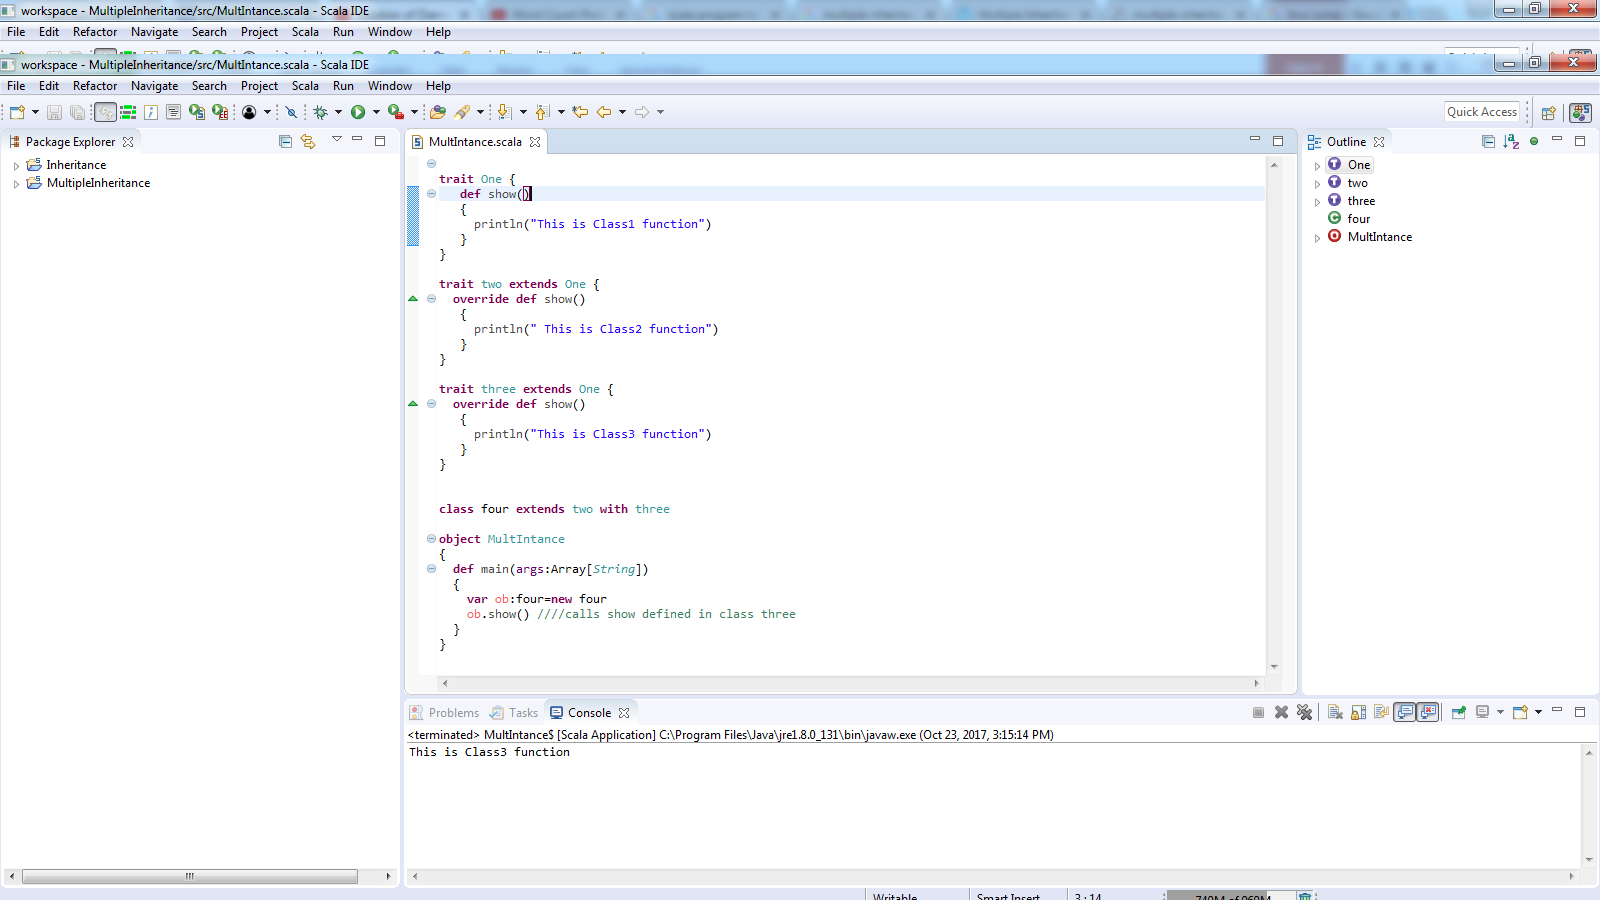 workspace - MultipleInheritance/src/MultIntance.scala - Scala IDE
File Edit Refactor Navigate Search Project Scala Run Window Help
workspace - MultipleInheritance/src/MultIntance.scala - Scala IDE
File Edit Refactor Navigate Search Project Scala Run Window Help
Quick Access
Package Explorer
Inheritance
MultipleInheritance
MultIntance.scala
trait One {
def show()
{
println("This is Class1 function")
}
}
trait two extends One {
override def show()
{
println(" This is Class2 function")
}
}
trait three extends One {
override def show()
{
println("This is Class3 function")
}
}
class four extends two with three
object MultIntance
{
def main(args:Array[String])
{
var ob:four=new four
ob.show() ////calls show defined in class three
}
}
Outline
One
two
three
four
MultIntance
Problems Tasks Console
<terminated> MultIntance$ [Scala Application] C:\Program Files\Java\jre1.8.0_131\bin\javaw.exe (Oct 23, 2017, 3:15:14 PM)
This is Class3 function
Writable Smart Insert 3 : 14